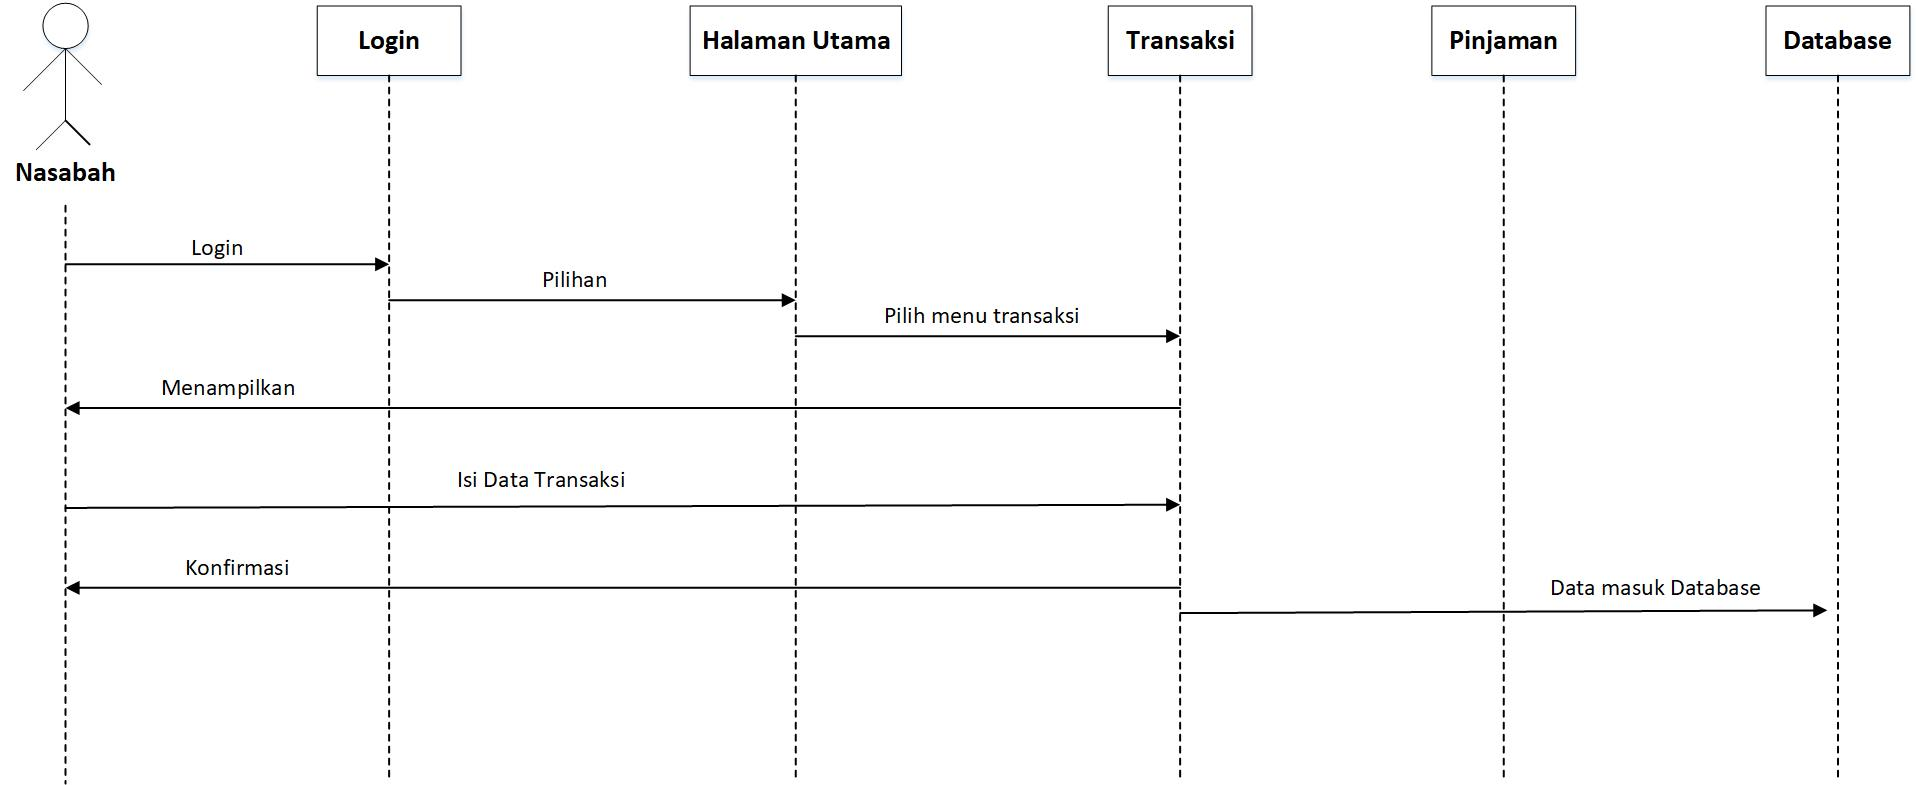 Login
Halaman Utama
Transaksi
Pinjaman
Database
Nasabah
Login
Pilihan
Pilih menu transaksi
Menampilkan
Isi Data Transaksi
Konfirmasi
Data masuk Database